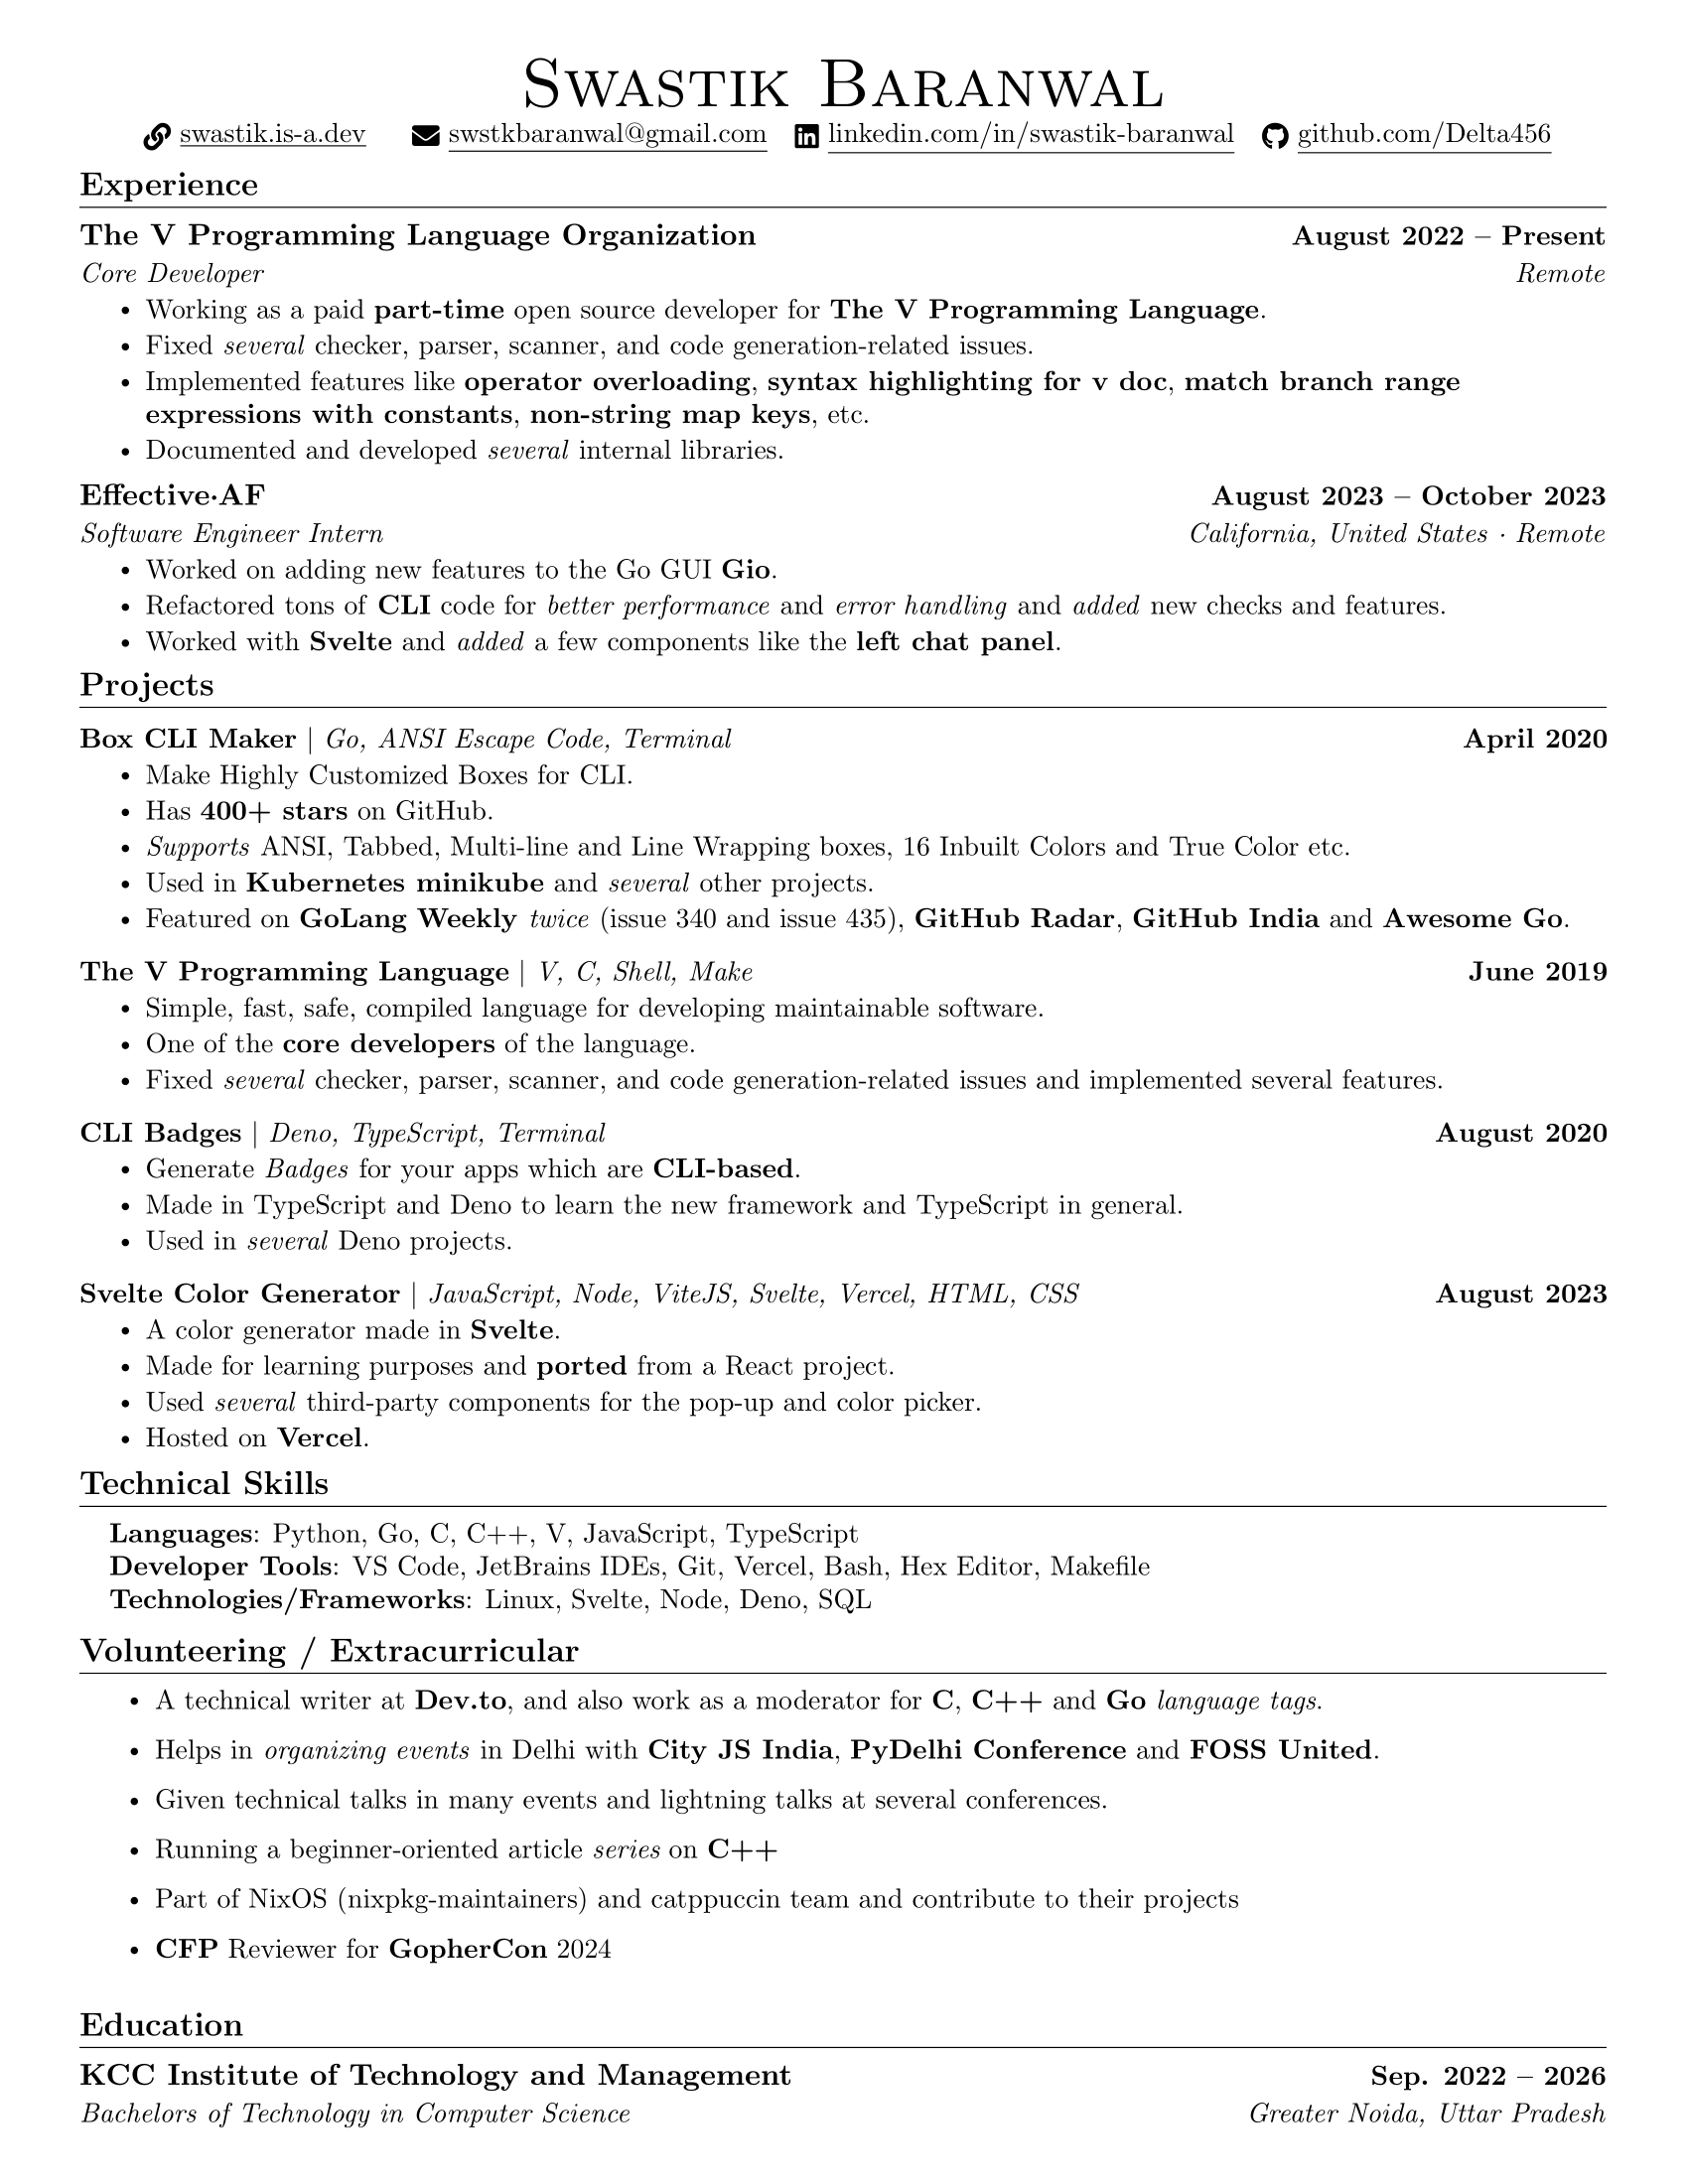 Swastik Baranwal
swastik.is-a.dev swstkbaranwal@gmail.com linkedin.com/in/swastik-baranwal github.com/Delta456
Experience
The V Programming Language Organization August 2022 – Present
Core Developer Remote
• Working as a paid part-time open source developer for The V Programming Language.
• Fixed several checker, parser, scanner, and code generation-related issues.
• Implemented features like operator overloading, syntax highlighting for v doc, match branch range
expressions with constants, non-string map keys, etc.
• Documented and developed several internal libraries.
Effective·AF August 2023 – October 2023
Software Engineer Intern California, United States · Remote
• Worked on adding new features to the Go GUI Gio.
• Refactored tons of CLI code for better performance and error handling and added new checks and features.
• Worked with Svelte and added a few components like the left chat panel.
Projects
Box CLI Maker | Go, ANSI Escape Code, Terminal April 2020
• Make Highly Customized Boxes for CLI.
• Has 400+ stars on GitHub.
• Supports ANSI, Tabbed, Multi-line and Line Wrapping boxes, 16 Inbuilt Colors and True Color etc.
• Used in Kubernetes minikube and several other projects.
• Featured on GoLang Weekly twice (issue 340 and issue 435), GitHub Radar, GitHub India and Awesome Go.
The V Programming Language | V, C, Shell, Make June 2019
• Simple, fast, safe, compiled language for developing maintainable software.
• One of the core developers of the language.
• Fixed several checker, parser, scanner, and code generation-related issues and implemented several features.
CLI Badges | Deno, TypeScript, Terminal August 2020
• Generate Badges for your apps which are CLI-based.
• Made in TypeScript and Deno to learn the new framework and TypeScript in general.
• Used in several Deno projects.
Svelte Color Generator | JavaScript, Node, ViteJS, Svelte, Vercel, HTML, CSS August 2023
• A color generator made in Svelte.
• Made for learning purposes and ported from a React project.
• Used several third-party components for the pop-up and color picker.
• Hosted on Vercel.
Technical Skills
Languages: Python, Go, C, C++, V, JavaScript, TypeScript
Developer Tools: VS Code, JetBrains IDEs, Git, Vercel, Bash, Hex Editor, Makefile
Technologies/Frameworks: Linux, Svelte, Node, Deno, SQL
Volunteering / Extracurricular
• A technical writer at Dev.to, and also work as a moderator for C, C++ and Go language tags.
• Helps in organizing events in Delhi with City JS India, PyDelhi Conference and FOSS United.
• Given technical talks in many events and lightning talks at several conferences.
• Running a beginner-oriented article series on C++
• Part of NixOS (nixpkg-maintainers) and catppuccin team and contribute to their projects
• CFP Reviewer for GopherCon 2024
Education
KCC Institute of Technology and Management Sep. 2022 – 2026
Bachelors of Technology in Computer Science Greater Noida, Uttar Pradesh